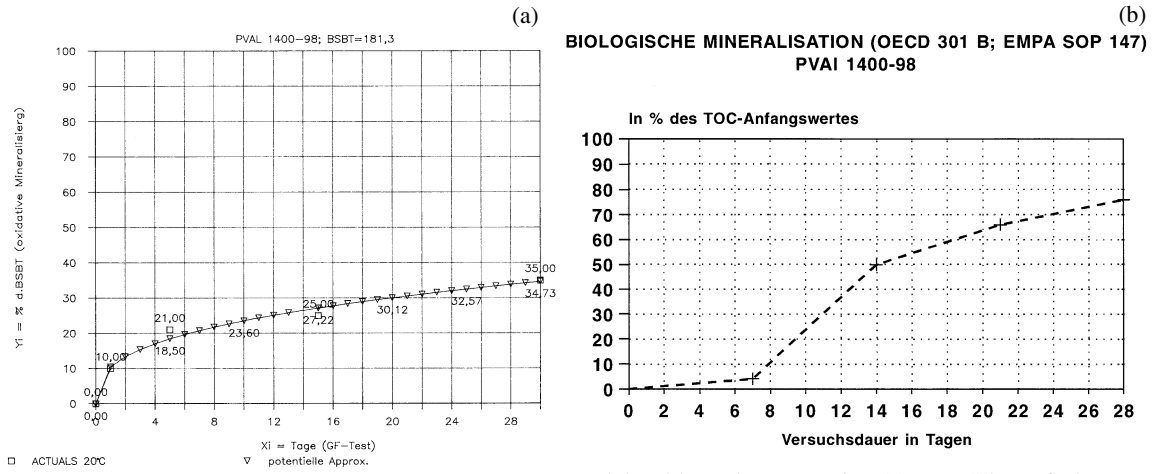 (a)
PVAL 1400-98; BSBT=181,3
Yi = % d.BSBT (oxidative Mineralisierg)
100
90
80
70
60
50
40
30
20
10
0
35,00
34,73
32,57
30,12
25,00
27,22
23,60
21,00
18,50
10,00
0,00
0,00
0 4 8 12 16 20 24 28
Xi = Tage (GF-Test)
ACTUALS 20°C
potentielle Approx.
(b)
BIOLOGISCHE MINERALISATION (OECD 301 B; EMPA SOP 147)
PVAl 1400-98
In % des TOC-Anfangswertes
100
90
80
70
60
50
40
30
20
10
0
0 2 4 6 8 10 12 14 16 18 20 22 24 26 28
Versuchsdauer in Tagen